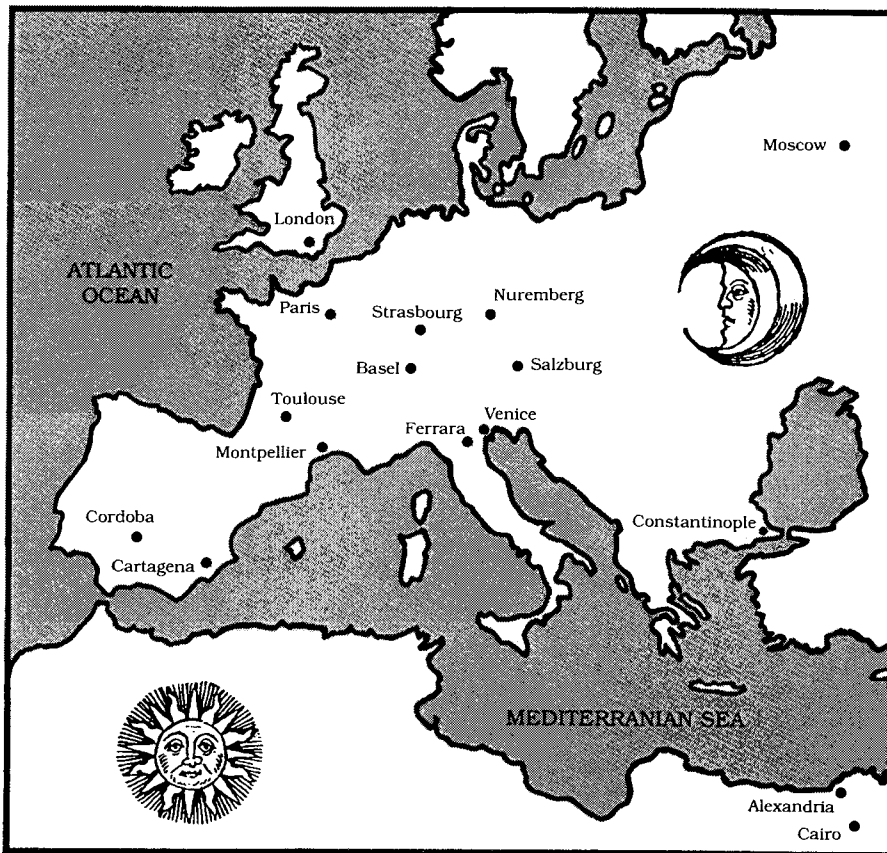 Moscow
London
ATLANTIC
OCEAN
Paris
Strasbourg
Nuremberg
Basel
Salzburg
Toulouse
Ferrara
Venice
Montpellier
Cordoba
Constantinople
Cartagena
MEDITERRANIAN SEA
Alexandria
Cairo